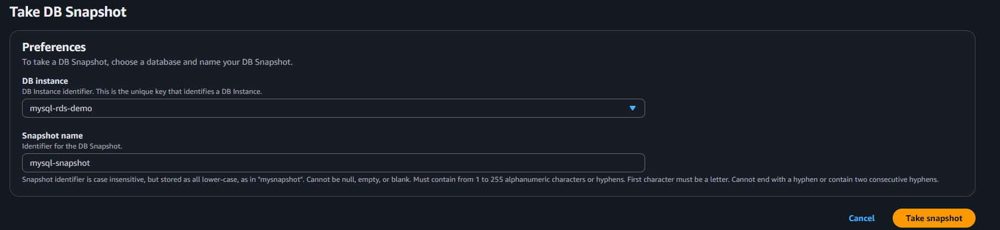 Take DB Snapshot
Preferences
To take a DB Snapshot, choose a database and name your DB Snapshot.
DB instance
DB Instance identifier. This is the unique key that identifies a DB Instance.
mysql-rds-demo
Snapshot name
Identifier for the DB Snapshot.
mysql-snapshot
Snapshot identifier is case insensitive, but stored as all lower-case, as in "mysnapshot". Cannot be null, empty, or blank. Must contain from 1 to 255 alphanumeric characters or hyphens. First character must be a letter. Cannot end with a hyphen or contain two consecutive hyphens.
Cancel
Take snapshot